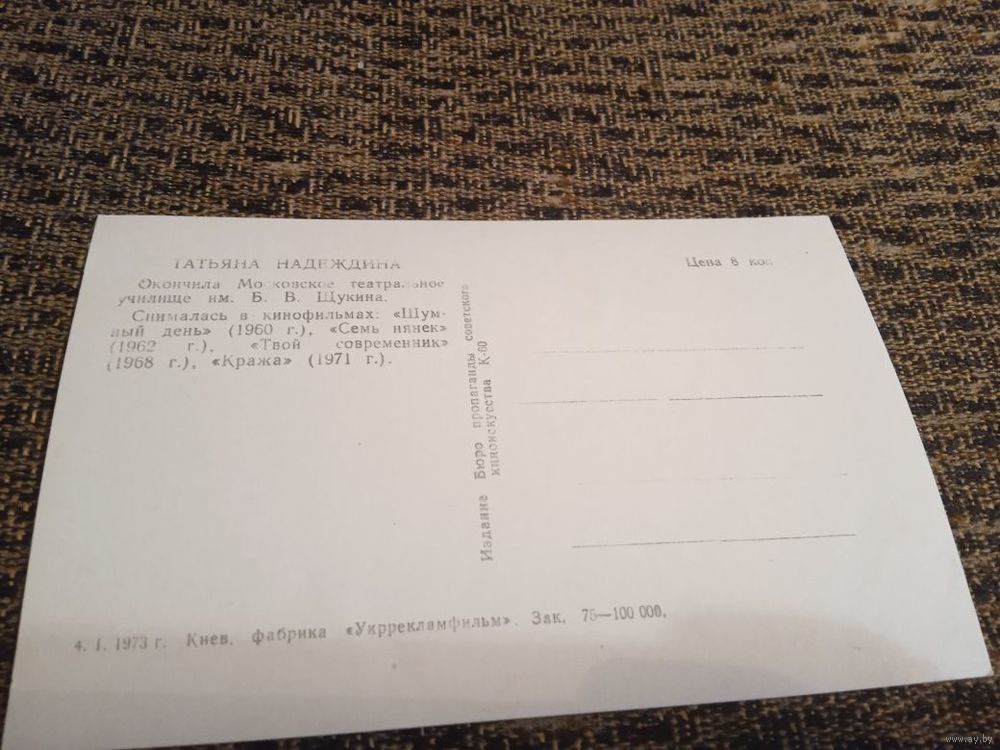 ТАТЬЯНА НАДЕЖДИНА
Окончила Московское театральное
училище им. Б. В. Щукина.
Снималась в кинофильмах: «Шум-
ный день» (1960 г.), «Семь нянек»
(1962 г.), «Твой современник»
(1968 г.), «Кража» (1971 г.).
Цена 8 коп
Издание Бюро пропаганды советского
киноискусства К-60
4. I. 1973 г. Киев, фабрика «Укррекламфильм». Зак. 75—100 000.
www.ay.by